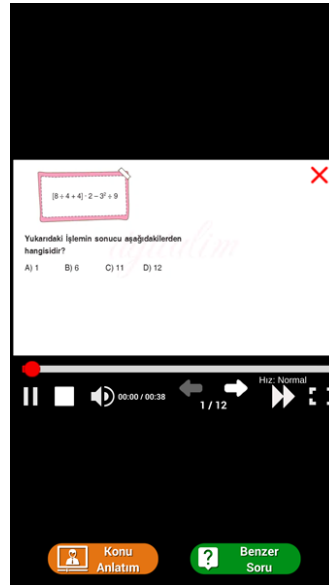 [8 ÷ 4 + 4] · 2 − 3² ÷ 9
Yukarıdaki İşlemin sonucu aşağıdakilerden
hangisidir?
A) 1 B) 6 C) 11 D) 12
Hız: Normal
00:00 / 00:38
1 / 12
Konu
Anlatım
Benzer
Soru